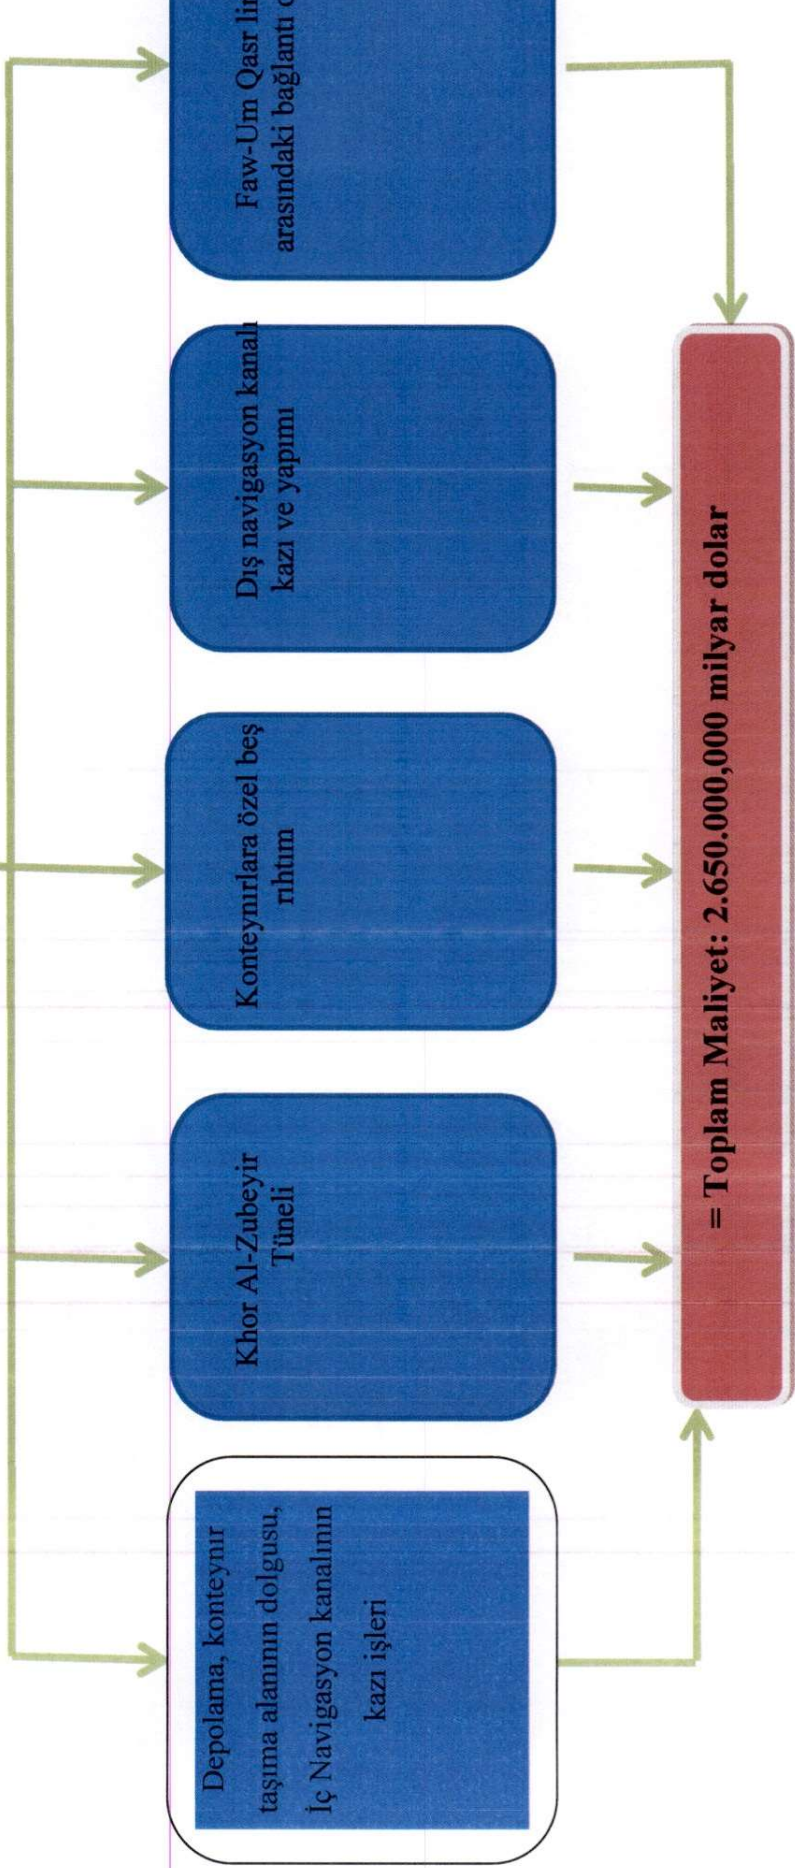 Depolama, konteynır
taşıma alanının dolgusu,
İç Navigasyon kanalının
kazı işleri
Khor Al-Zubeyir
Tüneli
Konteynırlara özel beş
rıhtım
Dış navigasyon kanalı
kazı ve yapımı
Faw-Um Qasr
arasındaki bağlantı
= Toplam Maliyet: 2.650.000,000 milyar dolar